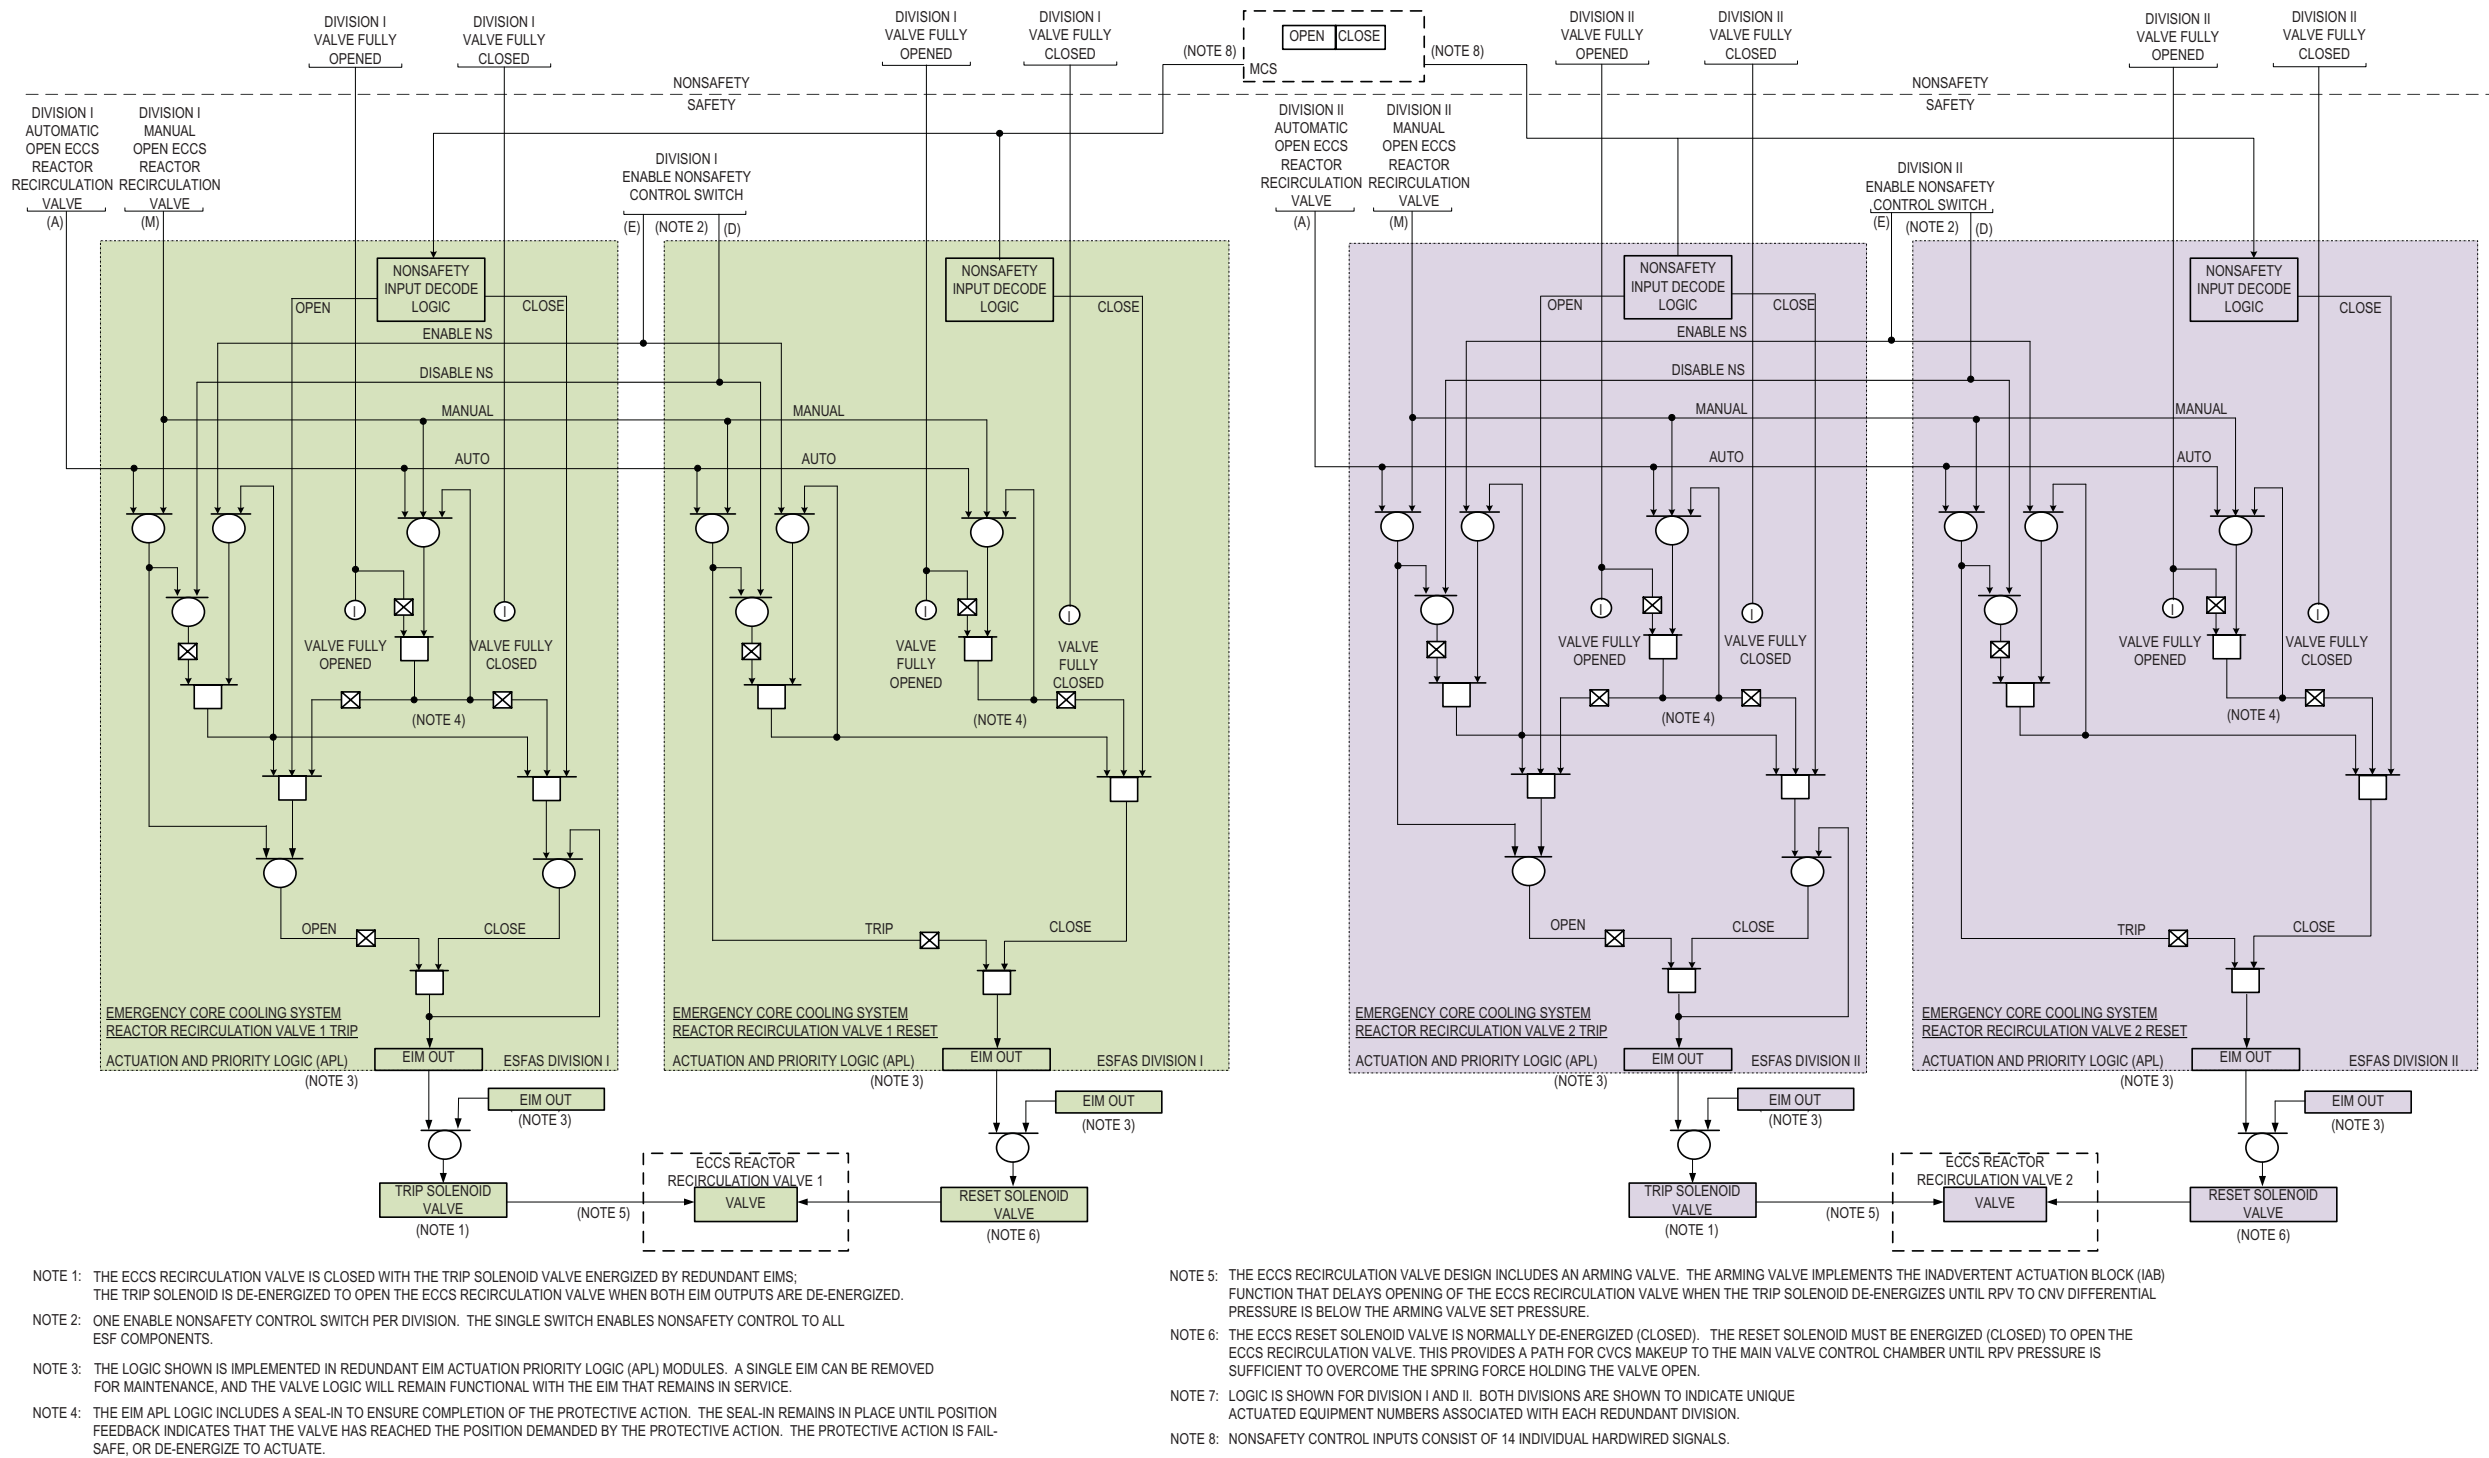 DIVISION I
VALVE FULLY
OPENED
DIVISION I
VALVE FULLY
CLOSED
DIVISION I
VALVE FULLY
OPENED
DIVISION I
VALVE FULLY
CLOSED
(NOTE 8)
OPEN CLOSE
MCS
(NOTE 8)
DIVISION II
VALVE FULLY
OPENED
DIVISION II
VALVE FULLY
CLOSED
DIVISION II
VALVE FULLY
OPENED
DIVISION II
VALVE FULLY
CLOSED
NONSAFETY
SAFETY
NONSAFETY
SAFETY
DIVISION I
AUTOMATIC
OPEN ECCS
REACTOR
RECIRCULATION
VALVE
(A)
DIVISION I
MANUAL
OPEN ECCS
REACTOR
RECIRCULATION
VALVE
(M)
DIVISION I
ENABLE NONSAFETY
CONTROL SWITCH
(E) (NOTE 2) (D)
DIVISION II
AUTOMATIC
OPEN ECCS
REACTOR
RECIRCULATION
VALVE
(A)
DIVISION II
MANUAL
OPEN ECCS
REACTOR
RECIRCULATION
VALVE
(M)
DIVISION II
ENABLE NONSAFETY
CONTROL SWITCH
(E) (NOTE 2) (D)
NONSAFETY
INPUT DECODE
LOGIC
OPEN
CLOSE
ENABLE NS
DISABLE NS
MANUAL
AUTO
I
VALVE FULLY
OPENED
I
VALVE FULLY
CLOSED
(NOTE 4)
OPEN
CLOSE
EMERGENCY CORE COOLING SYSTEM
REACTOR RECIRCULATION VALVE 1 TRIP
ACTUATION AND PRIORITY LOGIC (APL)
EIM OUT
ESFAS DIVISION I
(NOTE 3)
EIM OUT
(NOTE 3)
TRIP SOLENOID
VALVE
(NOTE 1)
(NOTE 5)
ECCS REACTOR
RECIRCULATION VALVE 1
VALVE
NONSAFETY
INPUT DECODE
LOGIC
CLOSE
MANUAL
AUTO
I
VALVE
FULLY
OPENED
I
VALVE
FULLY
CLOSED
(NOTE 4)
TRIP
CLOSE
EMERGENCY CORE COOLING SYSTEM
REACTOR RECIRCULATION VALVE 1 RESET
ACTUATION AND PRIORITY LOGIC (APL)
EIM OUT
ESFAS DIVISION I
(NOTE 3)
EIM OUT
(NOTE 3)
RESET SOLENOID
VALVE
(NOTE 6)
NONSAFETY
INPUT DECODE
LOGIC
OPEN
CLOSE
ENABLE NS
DISABLE NS
MANUAL
AUTO
I
VALVE FULLY
OPENED
I
VALVE FULLY
CLOSED
(NOTE 4)
OPEN
CLOSE
EMERGENCY CORE COOLING SYSTEM
REACTOR RECIRCULATION VALVE 2 TRIP
ACTUATION AND PRIORITY LOGIC (APL)
EIM OUT
ESFAS DIVISION II
(NOTE 3)
EIM OUT
(NOTE 3)
TRIP SOLENOID
VALVE
(NOTE 1)
(NOTE 5)
ECCS REACTOR
RECIRCULATION VALVE 2
VALVE
NONSAFETY
INPUT DECODE
LOGIC
CLOSE
MANUAL
AUTO
I
VALVE FULLY
OPENED
I
VALVE FULLY
CLOSED
(NOTE 4)
TRIP
CLOSE
EMERGENCY CORE COOLING SYSTEM
REACTOR RECIRCULATION VALVE 2 RESET
ACTUATION AND PRIORITY LOGIC (APL)
EIM OUT
ESFAS DIVISION II
(NOTE 3)
EIM OUT
(NOTE 3)
RESET SOLENOID
VALVE
(NOTE 6)
NOTE 1: THE ECCS RECIRCULATION VALVE IS CLOSED WITH THE TRIP SOLENOID VALVE ENERGIZED BY REDUNDANT EIMS;
THE TRIP SOLENOID IS DE-ENERGIZED TO OPEN THE ECCS RECIRCULATION VALVE WHEN BOTH EIM OUTPUTS ARE DE-ENERGIZED.
NOTE 2: ONE ENABLE NONSAFETY CONTROL SWITCH PER DIVISION. THE SINGLE SWITCH ENABLES NONSAFETY CONTROL TO ALL
ESF COMPONENTS.
NOTE 3: THE LOGIC SHOWN IS IMPLEMENTED IN REDUNDANT EIM ACTUATION PRIORITY LOGIC (APL) MODULES. A SINGLE EIM CAN BE REMOVED
FOR MAINTENANCE, AND THE VALVE LOGIC WILL REMAIN FUNCTIONAL WITH THE EIM THAT REMAINS IN SERVICE.
NOTE 4: THE EIM APL LOGIC INCLUDES A SEAL-IN TO ENSURE COMPLETION OF THE PROTECTIVE ACTION. THE SEAL-IN REMAINS IN PLACE UNTIL POSITION
FEEDBACK INDICATES THAT THE VALVE HAS REACHED THE POSITION DEMANDED BY THE PROTECTIVE ACTION. THE PROTECTIVE ACTION IS FAIL-
SAFE, OR DE-ENERGIZE TO ACTUATE.
NOTE 5: THE ECCS RECIRCULATION VALVE DESIGN INCLUDES AN ARMING VALVE. THE ARMING VALVE IMPLEMENTS THE INADVERTENT ACTUATION BLOCK (IAB)
FUNCTION THAT DELAYS OPENING OF THE ECCS RECIRCULATION VALVE WHEN THE TRIP SOLENOID DE-ENERGIZES UNTIL RPV TO CNV DIFFERENTIAL
PRESSURE IS BELOW THE ARMING VALVE SET PRESSURE.
NOTE 6: THE ECCS RESET SOLENOID VALVE IS NORMALLY DE-ENERGIZED (CLOSED). THE RESET SOLENOID MUST BE ENERGIZED (CLOSED) TO OPEN THE
ECCS RECIRCULATION VALVE. THIS PROVIDES A PATH FOR CVCS MAKEUP TO THE MAIN VALVE CONTROL CHAMBER UNTIL RPV PRESSURE IS
SUFFICIENT TO OVERCOME THE SPRING FORCE HOLDING THE VALVE OPEN.
NOTE 7: LOGIC IS SHOWN FOR DIVISION I AND II. BOTH DIVISIONS ARE SHOWN TO INDICATE UNIQUE
ACTUATED EQUIPMENT NUMBERS ASSOCIATED WITH EACH REDUNDANT DIVISION.
NOTE 8: NONSAFETY CONTROL INPUTS CONSIST OF 14 INDIVIDUAL HARDWIRED SIGNALS.